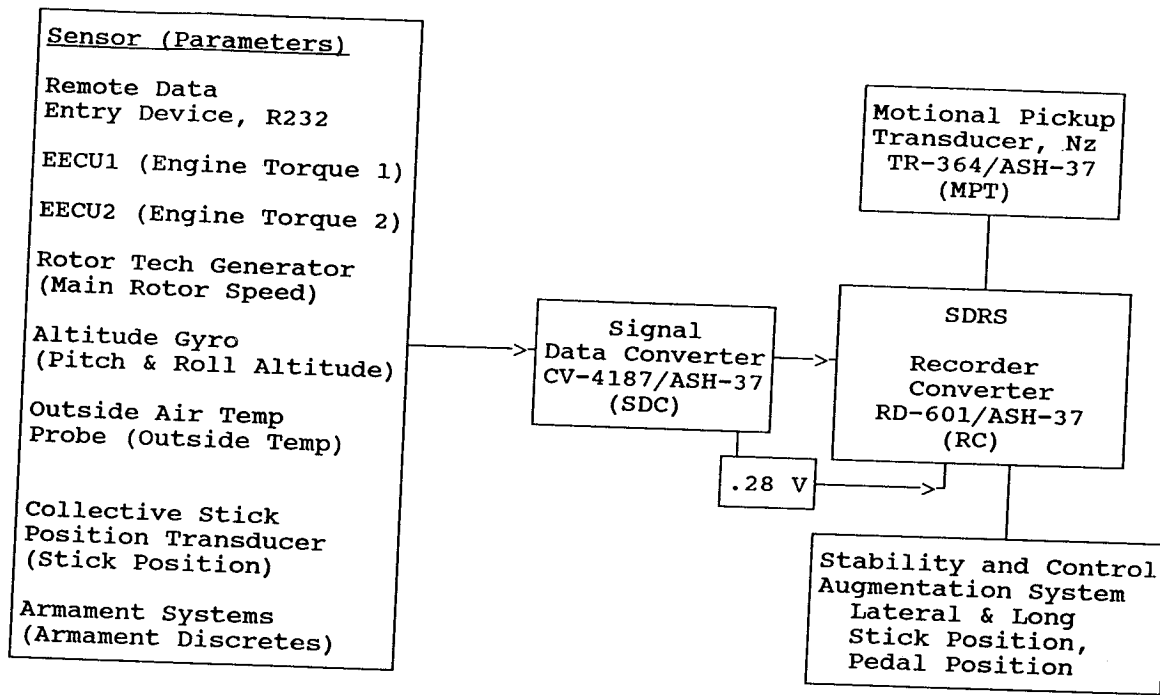 Sensor (Parameters)
Remote Data
Entry Device, R232
EECU1 (Engine Torque 1)
EECU2 (Engine Torque 2)
Rotor Tech Generator
(Main Rotor Speed)
Altitude Gyro
(Pitch & Roll Altitude)
Outside Air Temp
Probe (Outside Temp)
Collective Stick
Position Transducer
(Stick Position)
Armament Systems
(Armament Discretes)
Signal
Data Converter
CV-4187/ASH-37
(SDC)
.28 V
Motional Pickup
Transducer, Nz
TR-364/ASH-37
(MPT)
SDRS
Recorder
Converter
RD-601/ASH-37
(RC)
Stability and Control
Augmentation System
Lateral & Long
Stick Position,
Pedal Position